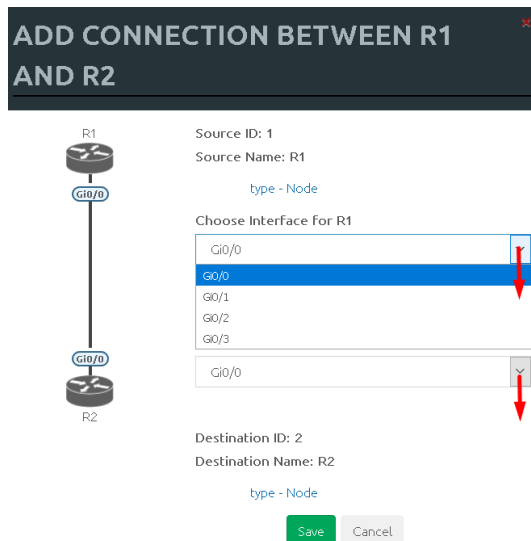 ADD CONNECTION BETWEEN R1
AND R2
R1
Gi0/0
Gi0/0
R2
Source ID: 1
Source Name: R1
type - Node
Choose Interface for R1
Gi0/0
Gi0/0
Gi0/1
Gi0/2
Gi0/3
Gi0/0
Destination ID: 2
Destination Name: R2
type - Node
Save Cancel